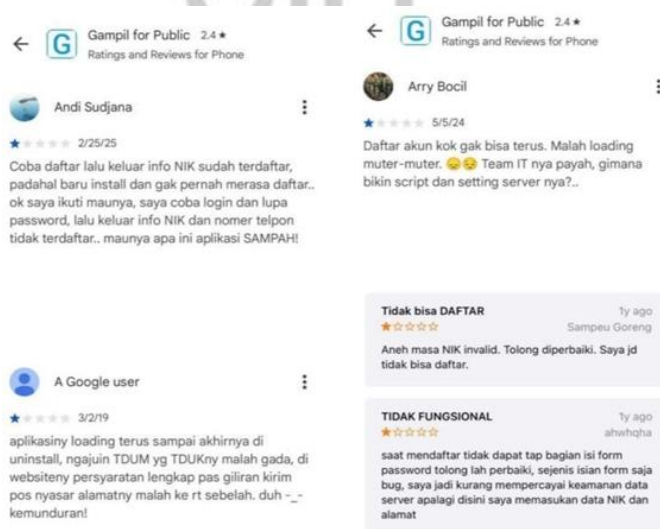 Gampil for Public 2.4★
Ratings and Reviews for Phone
Andi Sudjana
2/25/25
Coba daftar lalu keluar info NIK sudah terdaftar,
padahal baru install dan gak pernah merasa daftar..
ok saya ikuti maunya, saya coba login dan lupa
password, lalu keluar info NIK dan nomer telpon
tidak terdaftar.. maunya apa ini aplikasi SAMPAH!
A Google user
3/2/19
aplikasiny loading terus sampai akhirnya di
uninstall, ngajuin TDUM yg TDUKny malah gada, di
websiteny persyaratan lengkap pas giliran kirim
pos nyasar alamatny malah ke rt sebelah. duh -_-
kemunduran!
Gampil for Public 2.4★
Ratings and Reviews for Phone
Arry Bocil
5/5/24
Daftar akun kok gak bisa terus. Malah loading
muter-muter. 😞😔 Team IT nya payah, gimana
bikin script dan setting server nya?..
Tidak bisa DAFTAR 1y ago
Sampeu Goreng
Aneh masa NIK invalid. Tolong diperbaiki. Saya jd
tidak bisa daftar.
TIDAK FUNGSIONAL 1y ago
ahwhqha
saat mendaftar tidak dapat tap bagian isi form
password tolong lah perbaiki, sejenis isian form saja
bug, saya jadi kurang mempercayai keamanan data
server apalagi disini saya memasukan data NIK dan
alamat